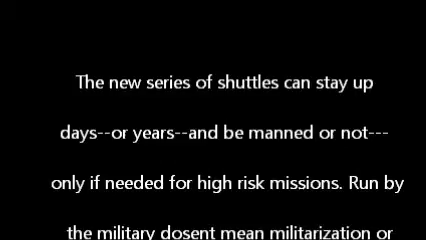 The new series of shuttles can stay up
days--or years--and be manned or not---
only if needed for high risk missions. Run by
the military dosent mean militarization or